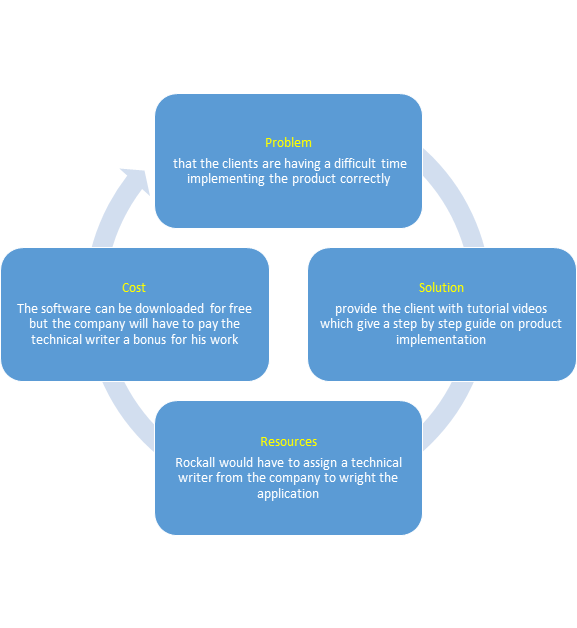 Problem
that the clients are having a difficult time
implementing the product correctly
Solution
provide the client with tutorial videos
which give a step by step guide on product
implementation
Resources
Rockall would have to assign a technical
writer from the company to wright the
application
Cost
The software can be downloaded for free
but the company will have to pay the
technical writer a bonus for his work